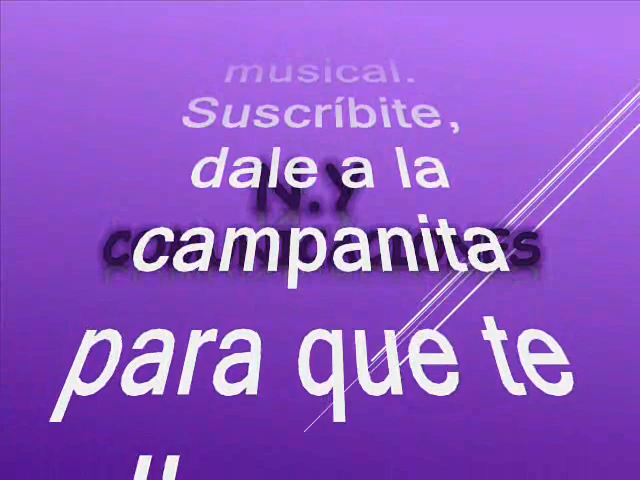 musical.
Suscríbite,
dale a la
N.Y
campanita
para que te